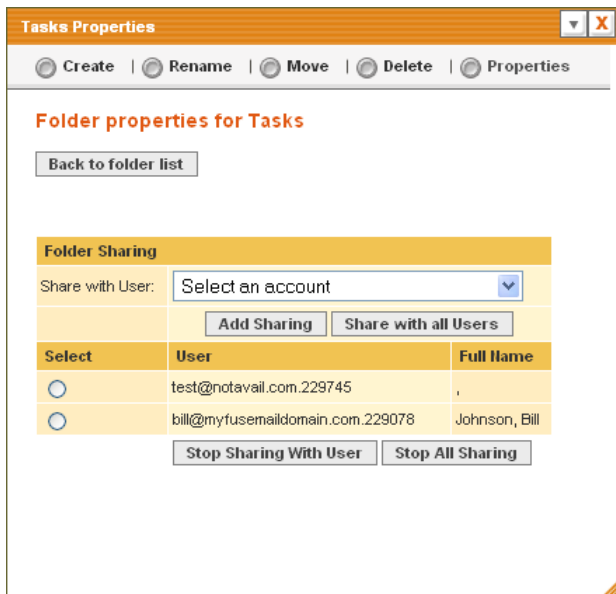 Tasks Properties X
Create | Rename | Move | Delete | Properties
Folder properties for Tasks
Back to folder list
Folder Sharing
Share with User: Select an account
Add Sharing Share with all Users
Select User Full Name
test@notavail.com.229745 ,
bill@myfusemaildomain.com.229078 Johnson, Bill
Stop Sharing With User Stop All Sharing